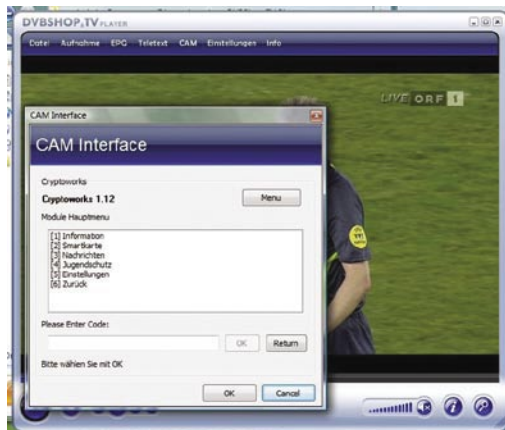 DVBSHOP.TV PLAYER
Datei Aufnahme EPG Teletext CAM Einstellungen Info
LIVE ORF 1
CAM Interface
CAM Interface
Cryptoworks
Cryptoworks 1.12
Menu
Module Hauptmenu
[1] Information
[2] Smartkarte
[3] Nachrichten
[4] Jugendschutz
[5] Einstellungen
[6] Zurück
Please Enter Code:
OK Return
Bitte wählen Sie mit OK
OK Cancel